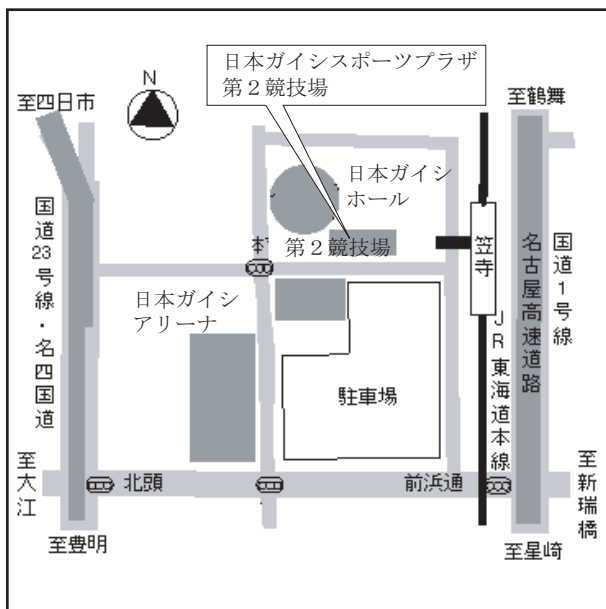 日本ガイシスポーツプラザ
第２競技場
N
至四日市
至鶴舞
日本ガイシ
ホール
第２競技場
笠寺
国道23号線・名四国道
名古屋高速道路
国道１号線
日本ガイシ
アリーナ
ＪＲ東海道本線
駐車場
至大江
北頭
前浜通
至新瑞橋
至豊明
至星崎